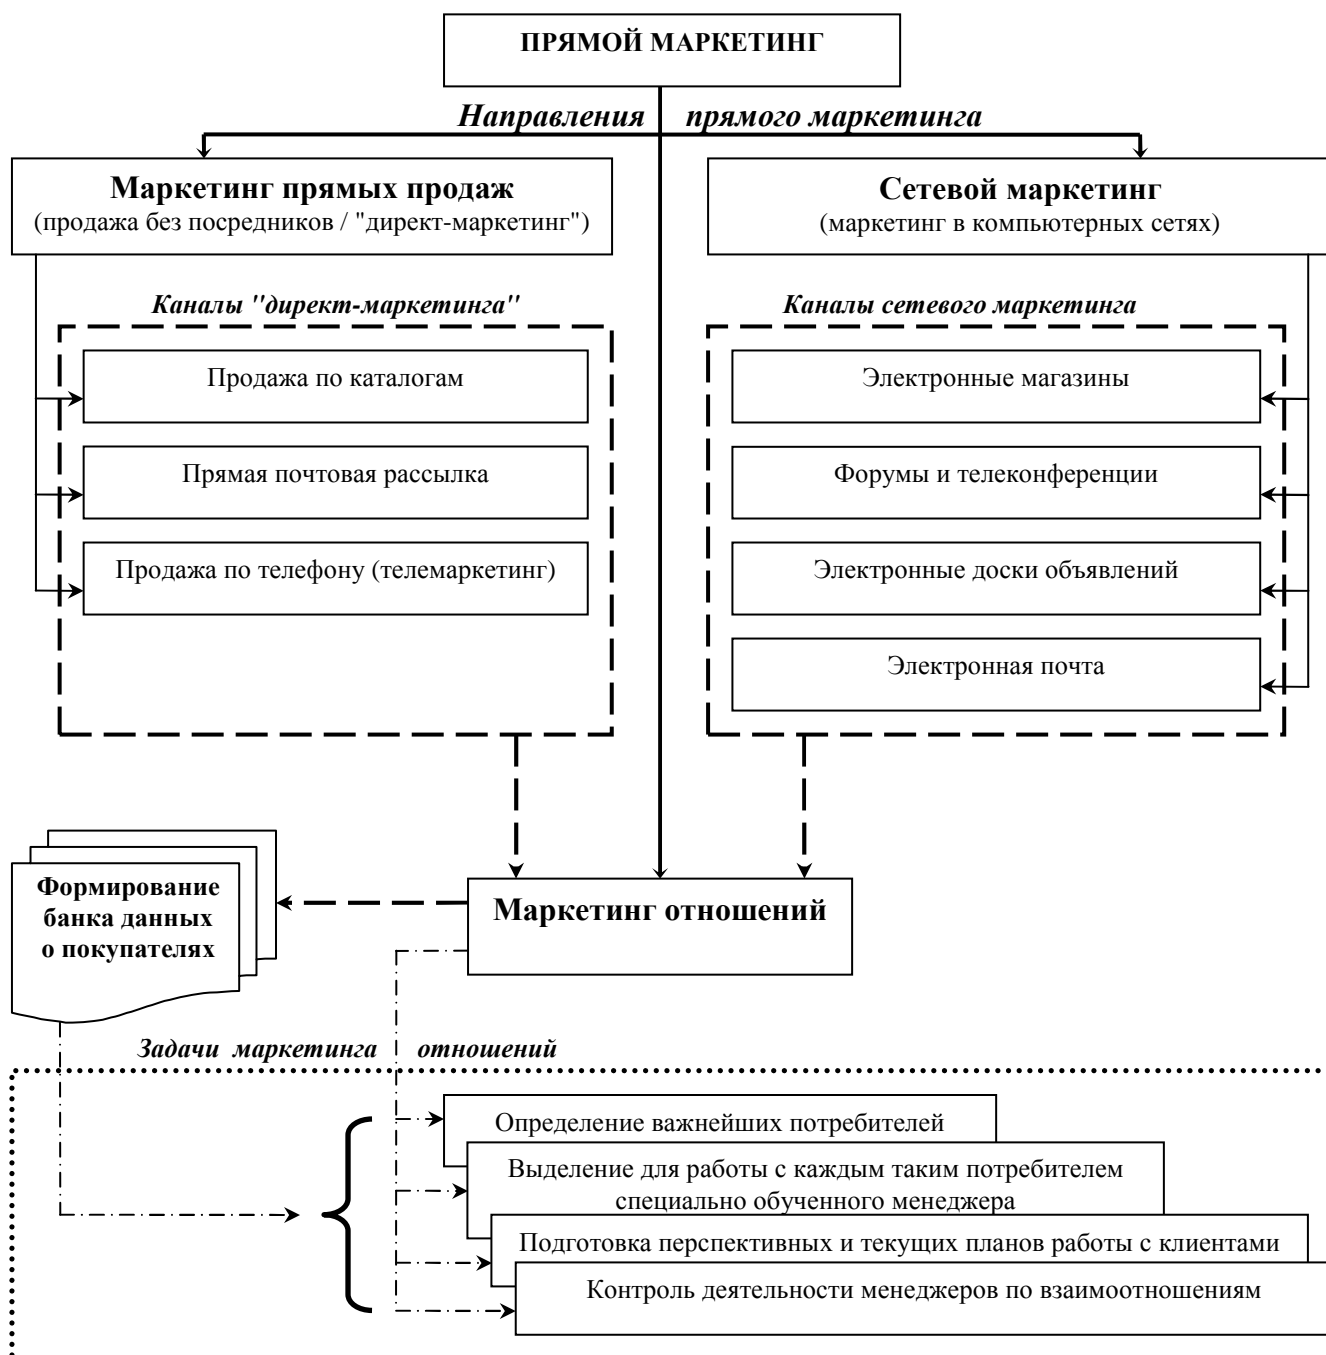 ПРЯМОЙ МАРКЕТИНГ
Направления прямого маркетинга
Маркетинг прямых продаж
(продажа без посредников / "директ-маркетинг")
Сетевой маркетинг
(маркетинг в компьютерных сетях)
Каналы "директ-маркетинга"
Продажа по каталогам
Прямая почтовая рассылка
Продажа по телефону (телемаркетинг)
Каналы сетевого маркетинга
Электронные магазины
Форумы и телеконференции
Электронные доски объявлений
Электронная почта
Формирование
банка данных
о покупателях
Маркетинг отношений
Задачи маркетинга отношений
Определение важнейших потребителей
Выделение для работы с каждым таким потребителем
специально обученного менеджера
Подготовка перспективных и текущих планов работы с клиентами
Контроль деятельности менеджеров по взаимоотношениям